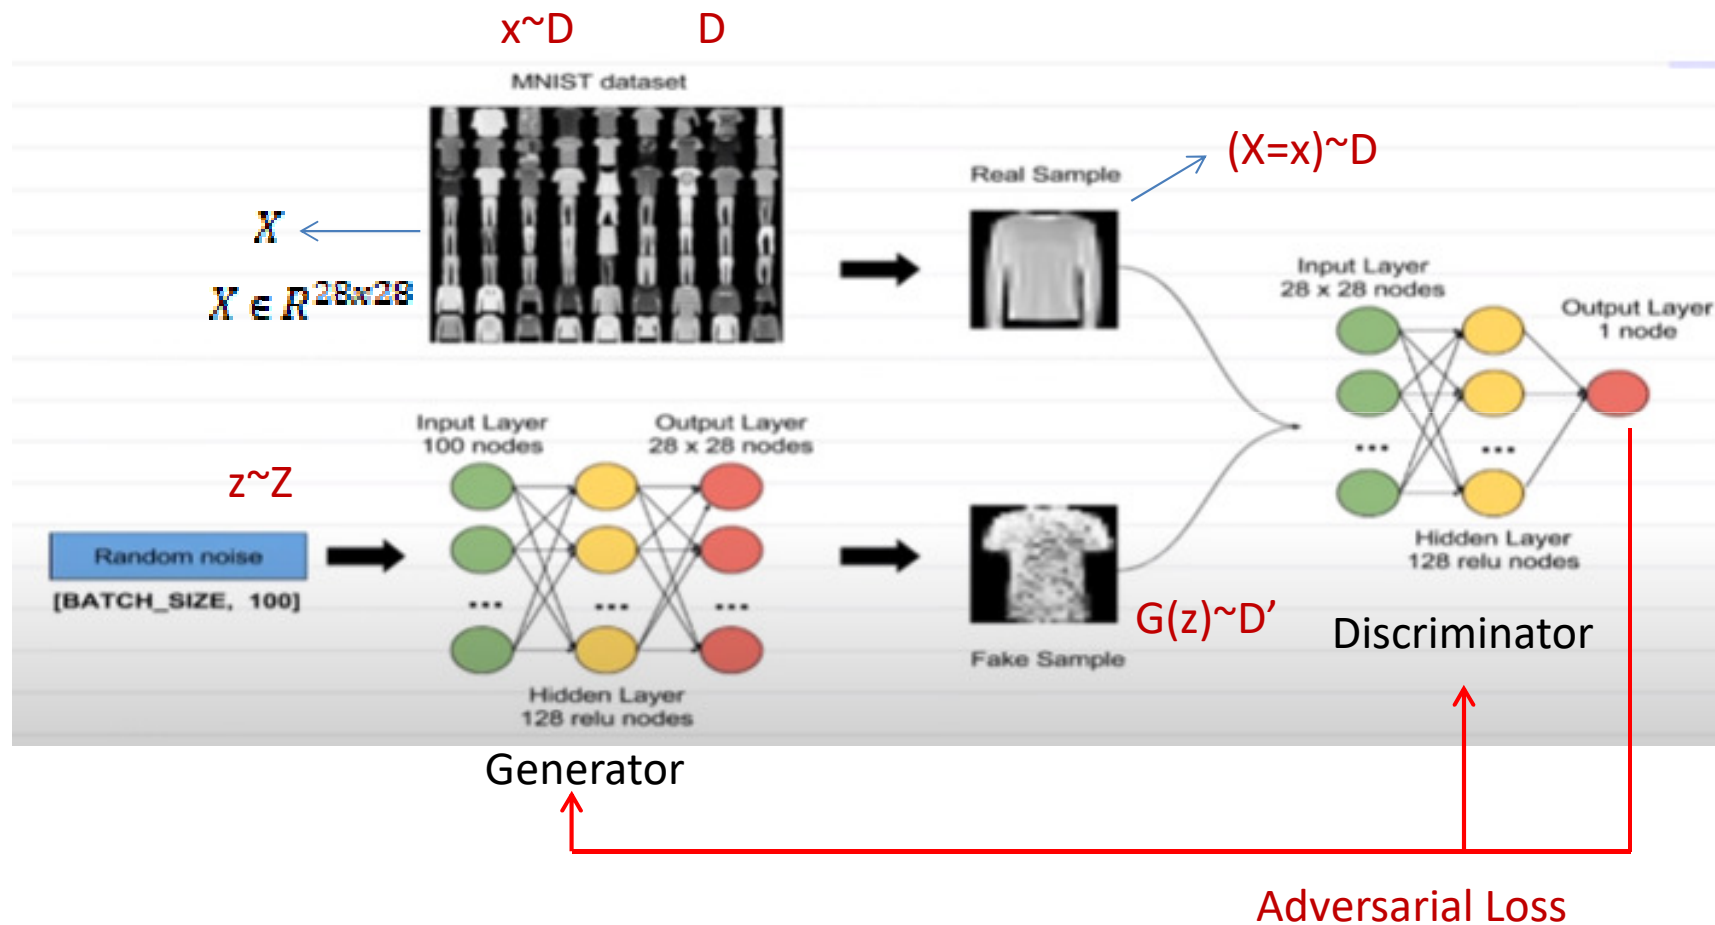 x~D
D
MNIST dataset
(X=x)~D
Real Sample
X
X ∈ R^28x28
Input Layer
28 x 28 nodes
Output Layer
1 node
...
...
Hidden Layer
128 relu nodes
Discriminator
z~Z
Random noise
[BATCH_SIZE, 100]
Input Layer
100 nodes
Output Layer
28 x 28 nodes
...
...
...
Hidden Layer
128 relu nodes
Generator
G(z)~D’
Fake Sample
Adversarial Loss